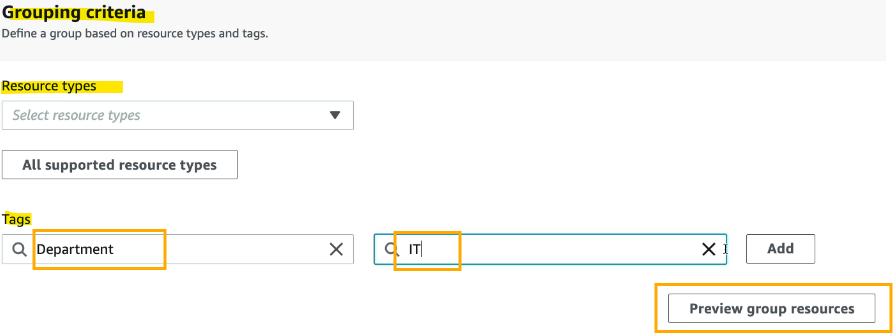 Grouping criteria
Define a group based on resource types and tags.
Resource types
Select resource types
All supported resource types
Tags
Department IT Add
Preview group resources